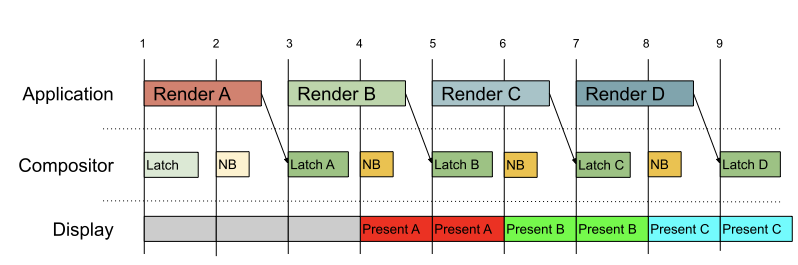 1 2 3 4 5 6 7 8 9
Application Render A Render B Render C Render D
Compositor Latch NB Latch A NB Latch B NB Latch C NB Latch D
Display Present A Present A Present B Present B Present C Present C